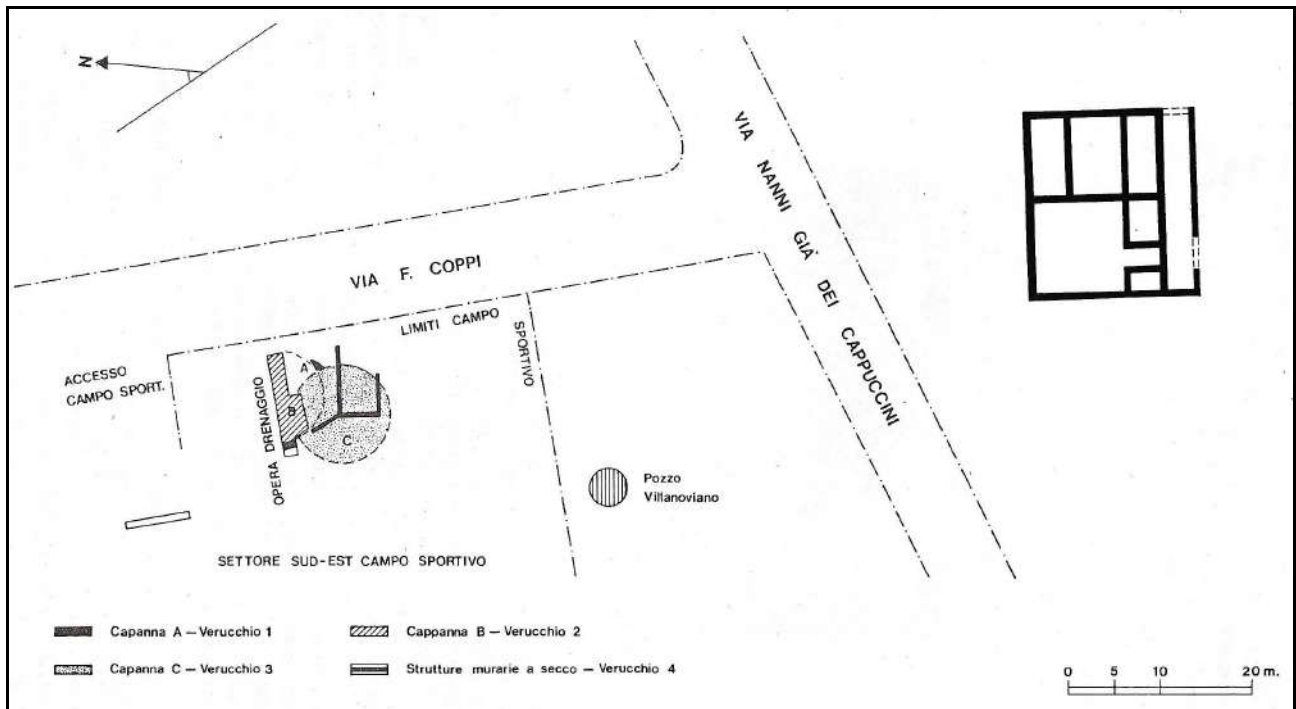 N
VIA NANNI GIÀ DEI CAPPUCCINI
VIA F. COPPI
LIMITI CAMPO
SPORTIVO
ACCESSO
CAMPO SPORT.
OPERA DRENAGGIO
A
B
C
Pozzo
Villanoviano
SETTORE SUD-EST CAMPO SPORTIVO
Capanna A — Verucchio 1
Cappanna B — Verucchio 2
Capanna C — Verucchio 3
Strutture murarie a secco — Verucchio 4
0 5 10 20 m.